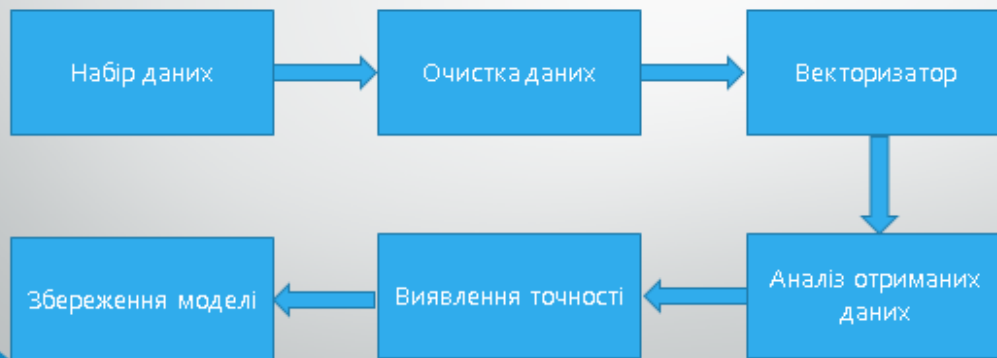 Набір даних
Очистка даних
Векторизатор
Аналіз отриманих
даних
Виявлення точності
Збереження моделі